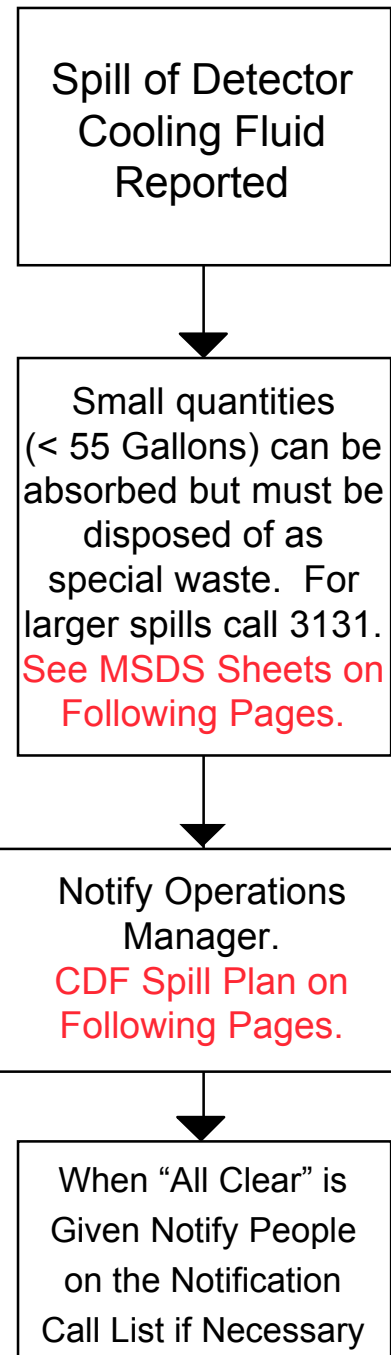 Spill of Detector
Cooling Fluid
Reported
Small quantities
(< 55 Gallons) can be
absorbed but must be
disposed of as
special waste.  For
larger spills call 3131.
See MSDS Sheets on
Following Pages.
Notify Operations
Manager.
CDF Spill Plan on
Following Pages.
When “All Clear” is
Given Notify People
on the Notification
Call List if Necessary